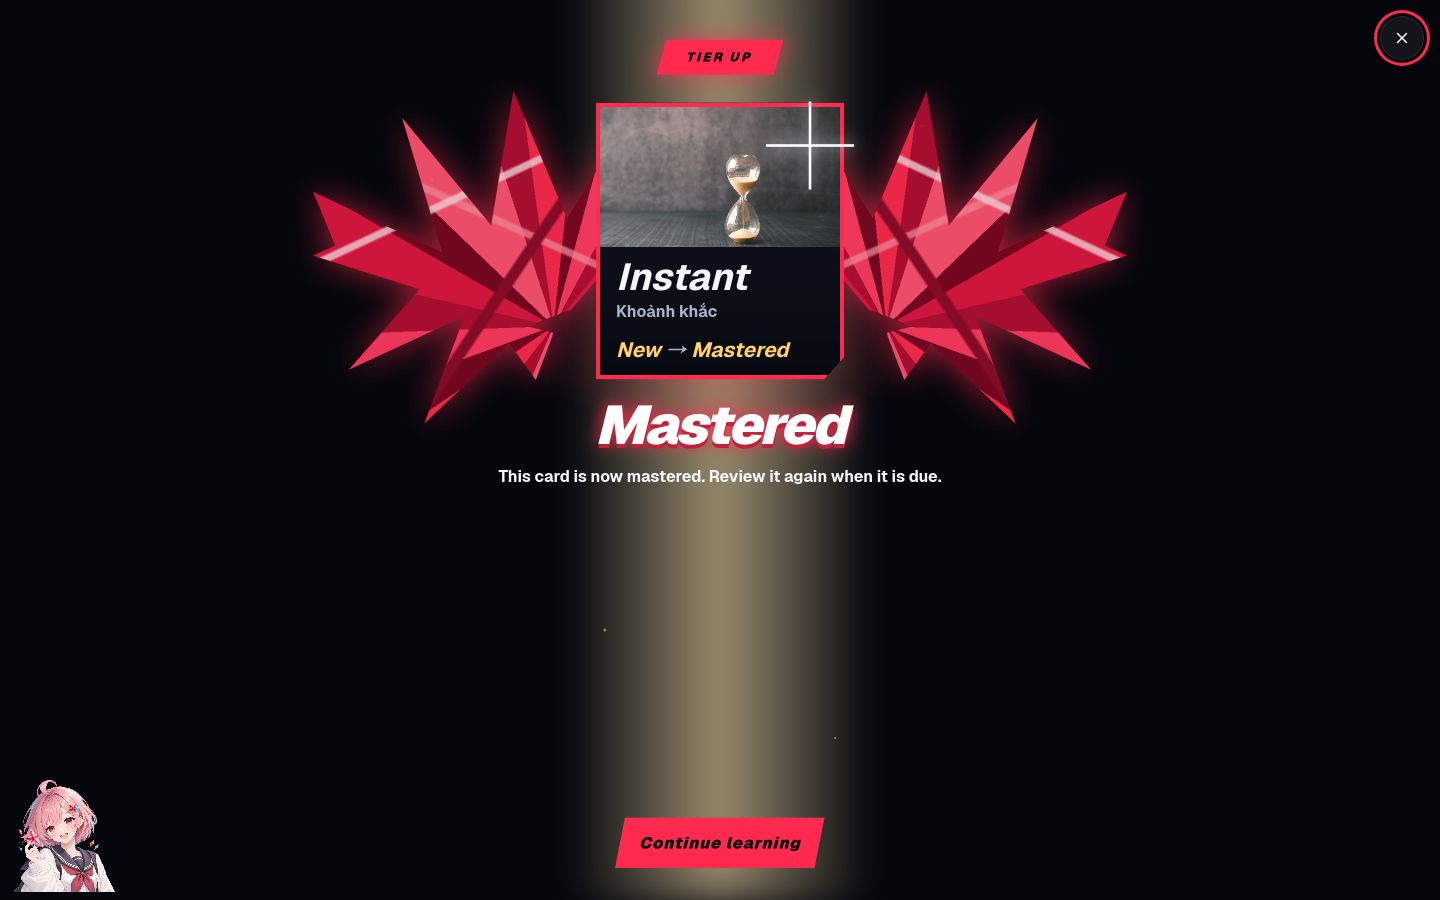 TIER UP
Instant
Khoảnh khắc
New → Mastered
Mastered
This card is now mastered. Review it again when it is due.
Continue learning